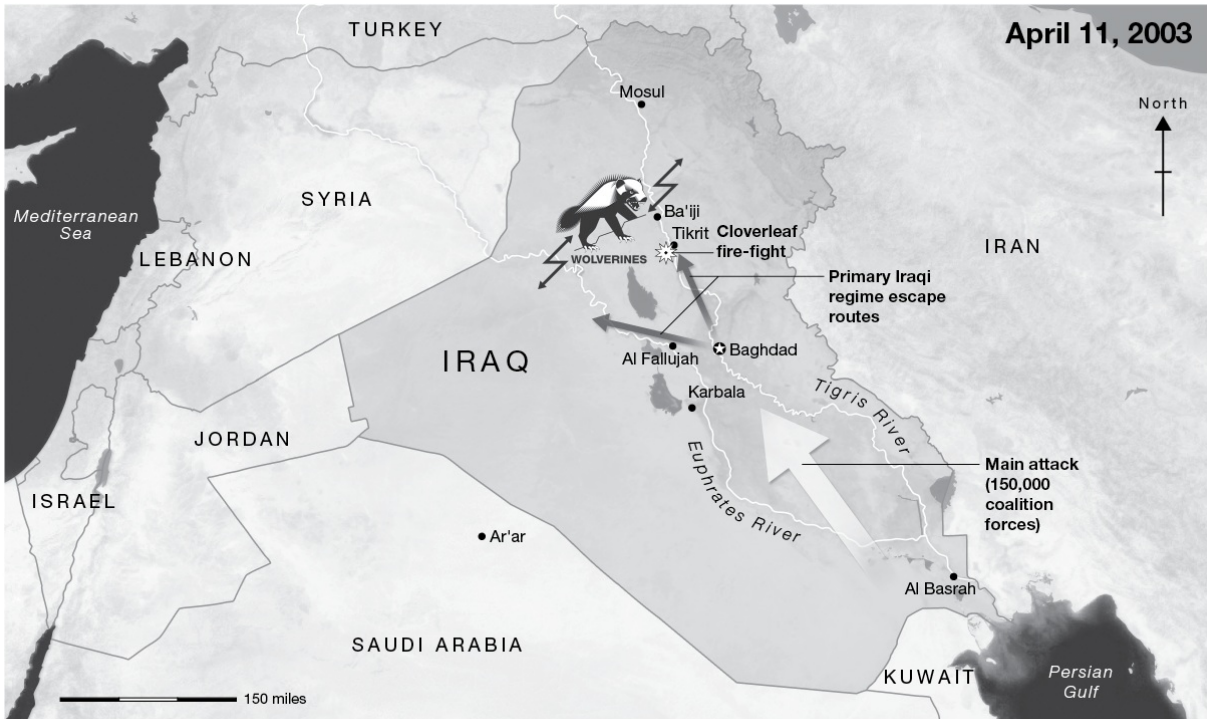 April 11, 2003
TURKEY
North
Mosul
SYRIA
Mediterranean
Sea
Ba'iji
Tikrit
Cloverleaf
fire-fight
IRAN
LEBANON
WOLVERINES
Primary Iraqi
regime escape
routes
IRAQ
Al Fallujah
Baghdad
Karbala
Tigris River
JORDAN
Euphrates River
Main attack
(150,000
coalition
forces)
ISRAEL
Ar'ar
Al Basrah
SAUDI ARABIA
KUWAIT
Persian
Gulf
150 miles